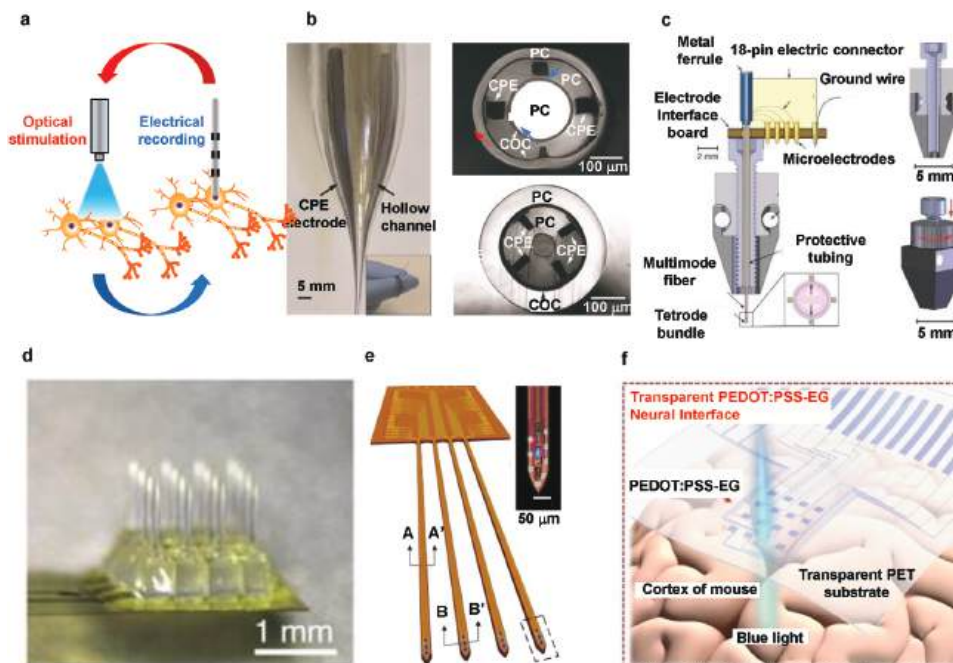 a
Optical
stimulation
Electrical
recording
b
CPE
electrode
Hollow
channel
5 mm
PC
CPE
PC
PC
CPE
COC
100 μm
PC
PC
CPE
CPE
COC
100 μm
c
Metal
ferrule
18-pin electric connector
Ground wire
Electrode
Interface
board
2 mm
Microelectrodes
Multimode
fiber
Protective
tubing
Tetrode
bundle
5 mm
5 mm
d
1 mm
e
A
A'
B
B'
50 μm
f
Transparent PEDOT:PSS-EG
Neural Interface
PEDOT:PSS-EG
Cortex of mouse
Transparent PET
substrate
Blue light